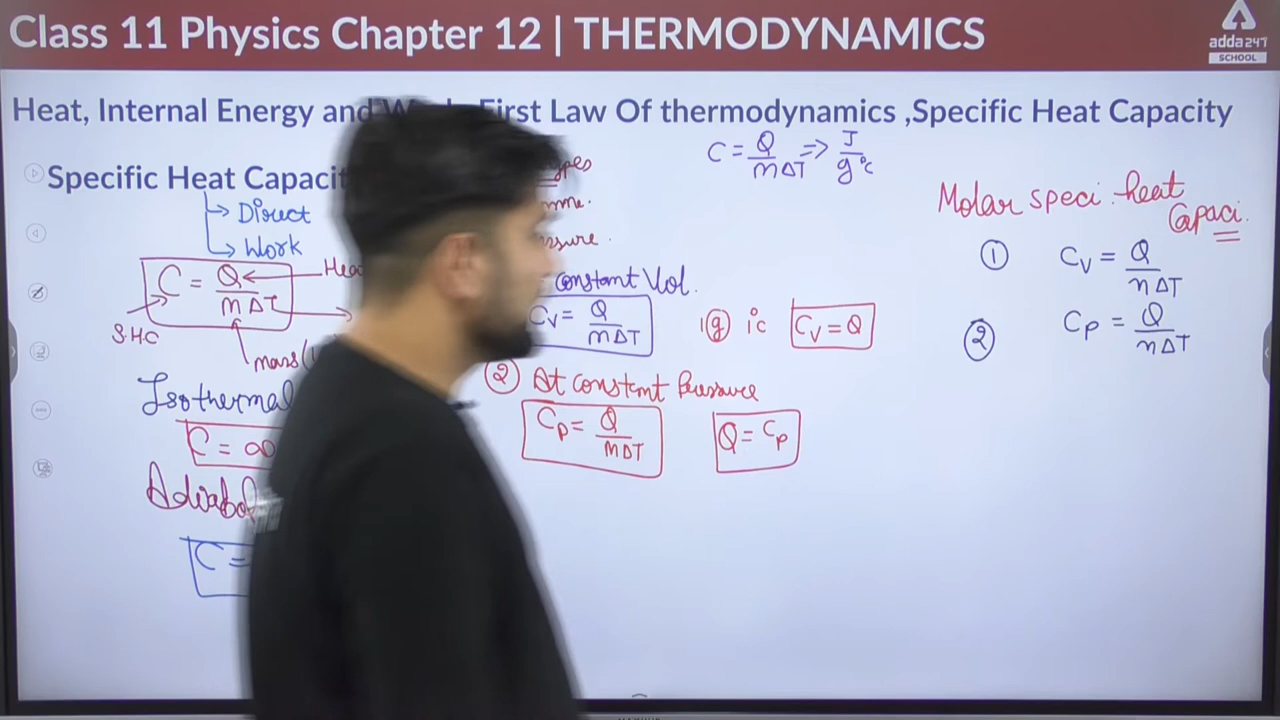 Class 11 Physics Chapter 12 | THERMODYNAMICS
adda247
SCHOOL
Heat, Internal Energy and First Law Of thermodynamics ,Specific Heat Capacity
Specific Heat Capacit
→ Direct
→ Work
C = Q / m ΔT
SHC
mass
Isothermal
C = ∞
C =
C = Q / mΔT => J / g°C
constant Vol.
Cv = Q / mΔT
1g ic
Cv = Q
② At constant Pressure
Cp = Q / mΔT
Q = Cp
Molar speci. heat
Capaci.
① Cv = Q / nΔT
② Cp = Q / nΔT